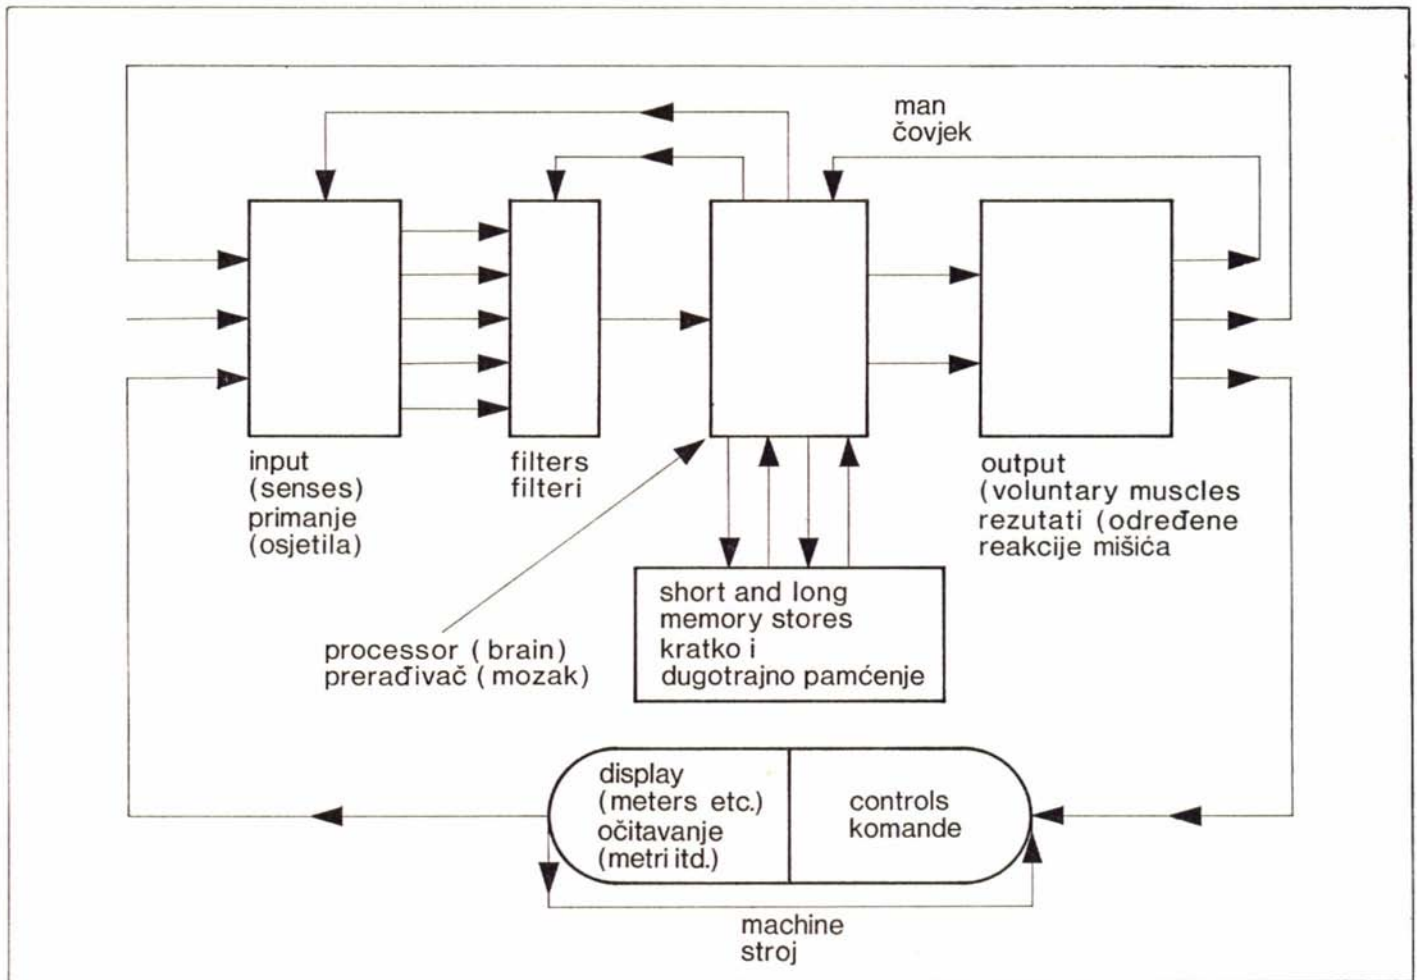 man
čovjek
input
(senses)
primanje
(osjetila)
filters
filteri
output
(voluntary muscles
rezutati (određene
reakcije mišića
short and long
memory stores
kratko i
dugotrajno pamćenje
processor (brain)
prerađivač (mozak)
display
(meters etc.)
očitavanje
(metri itd.)
controls
komande
machine
stroj